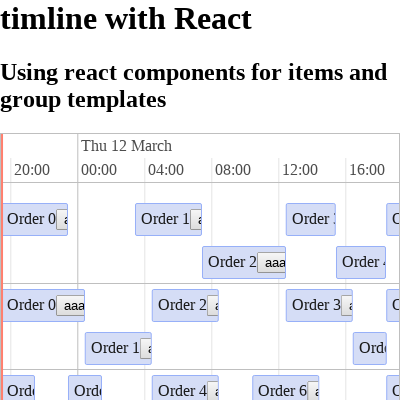 timline with React
Using react components for items and
group templates
Thu 12 March
20:00 00:00 04:00 08:00 12:00 16:00
Order 0 Order 1 Order
Order 2 aaa Order
Order 0 aaa Order 2 Order 3
Order 1
Order 4 Order 6